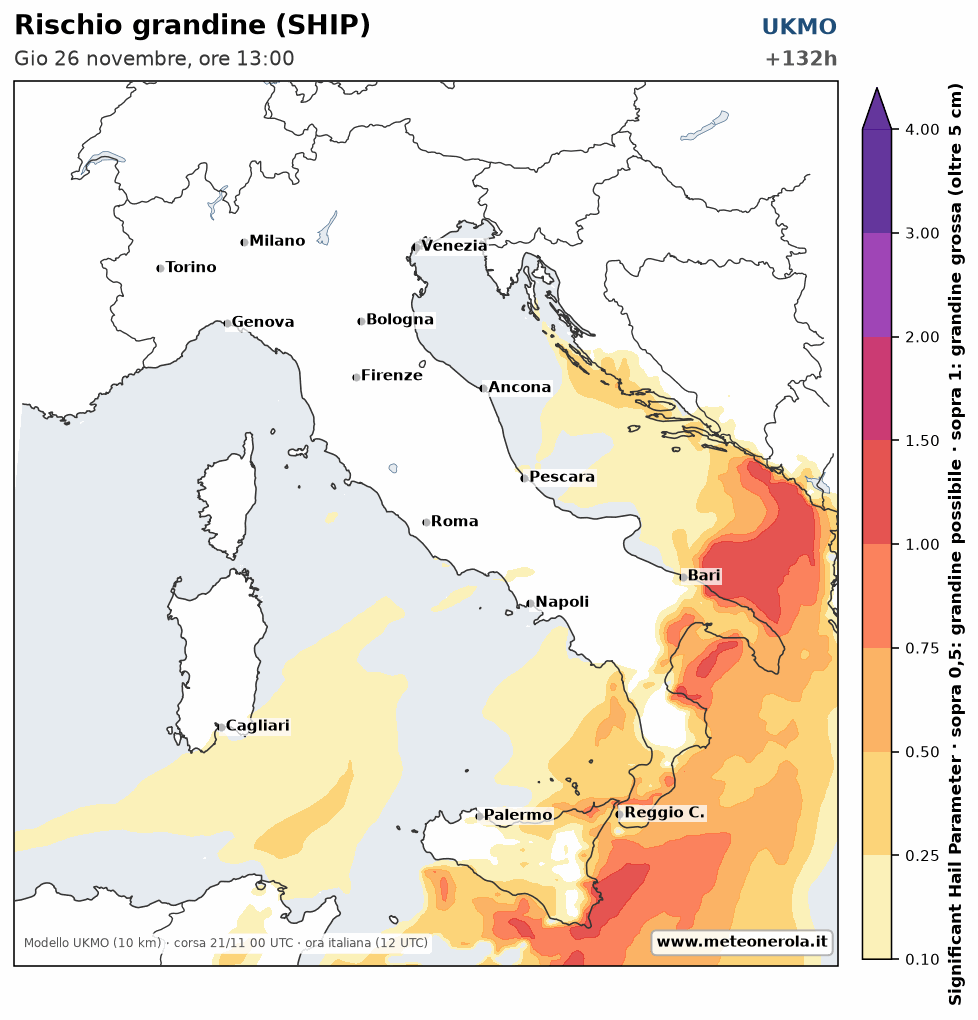 Rischio grandine (SHIP)
UKMO
Gio 26 novembre, ore 13:00
+132h
Milano
Venezia
Torino
Genova
Bologna
Firenze
Ancona
Pescara
Roma
Bari
Napoli
Cagliari
Palermo
Reggio C.
Modello UKMO (10 km) · corsa 21/11 00 UTC · ora italiana (12 UTC)
www.meteonerola.it
4.00
3.00
2.00
1.50
1.00
0.75
0.50
0.25
0.10
Significant Hail Parameter · sopra 0,5: grandine possibile · sopra 1: grandine grossa (oltre 5 cm)